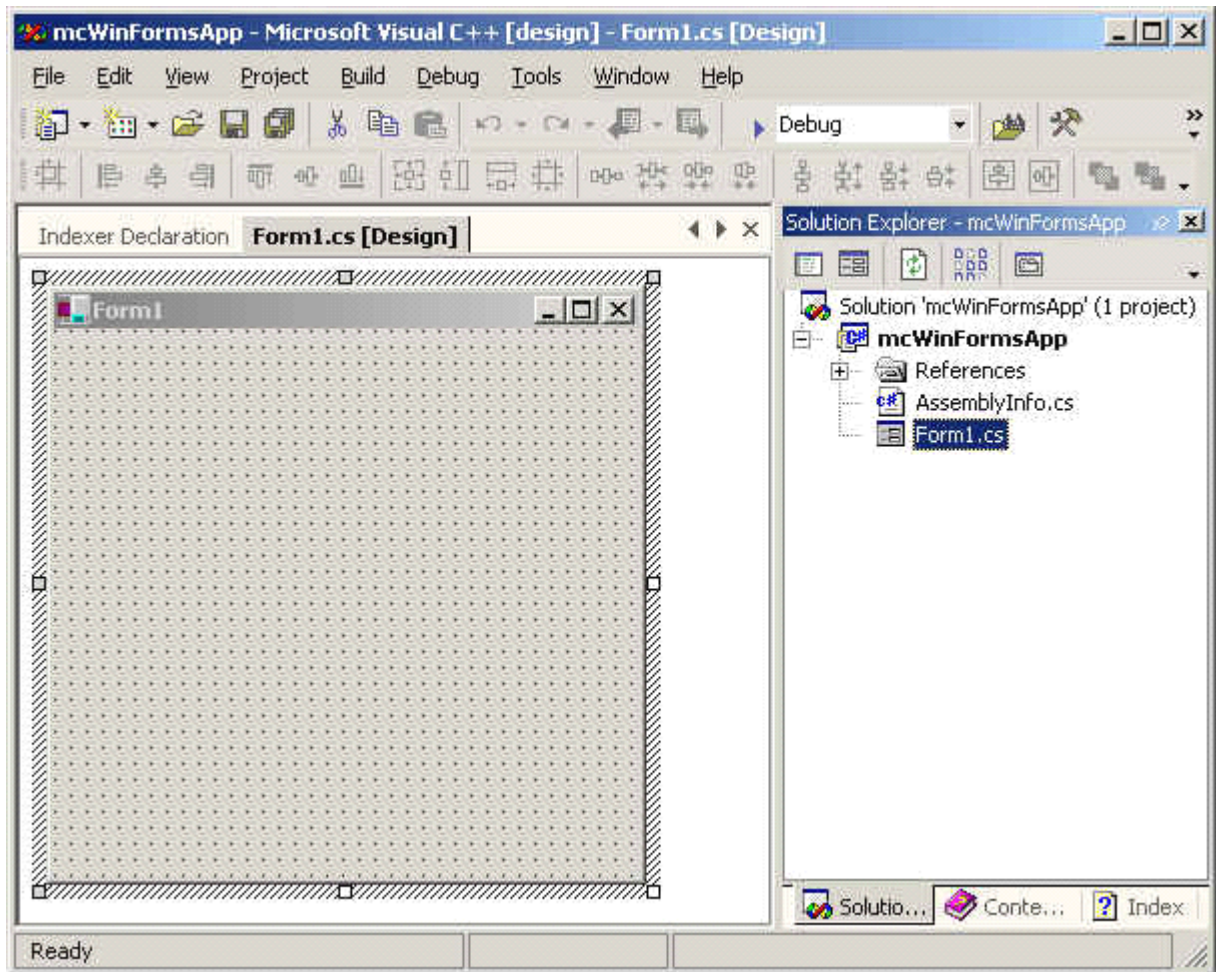 mcWinFormsApp - Microsoft Visual C++ [design] - Form1.cs [Design]
File Edit View Project Build Debug Tools Window Help
Debug
Indexer Declaration Form1.cs [Design]
Solution Explorer - mcWinFormsApp
Form1
Solution 'mcWinFormsApp' (1 project)
C# mcWinFormsApp
References
C# AssemblyInfo.cs
Form1.cs
Solutio... Conte... ? Index
Ready